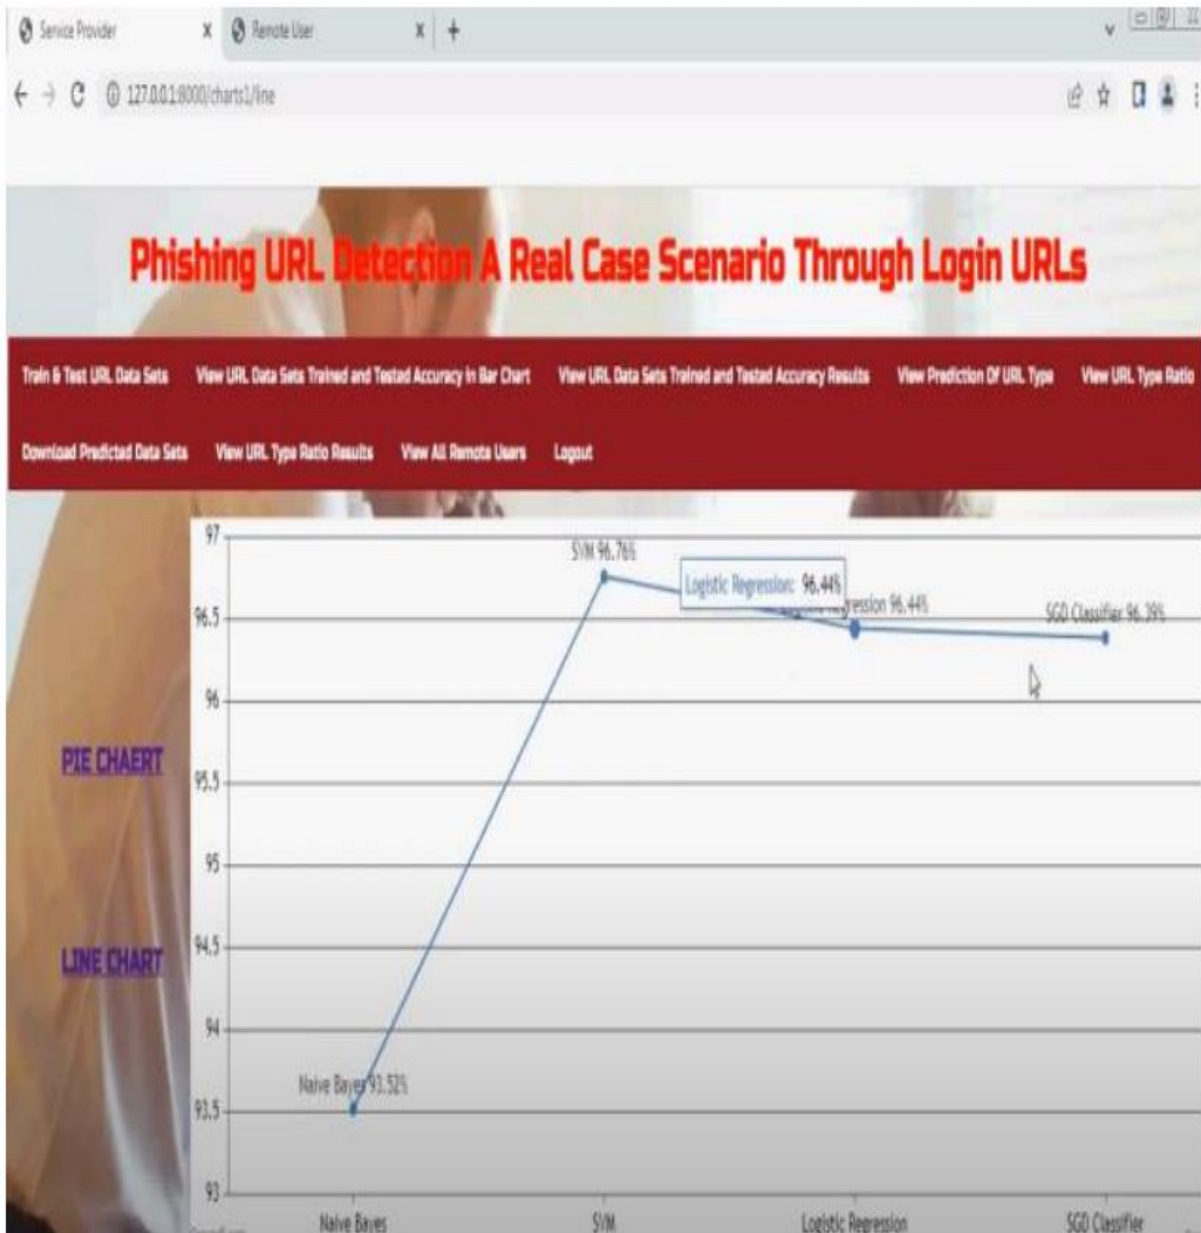 Service Provider X Remote User X +
127.0.0.1:8000/charts1/line
Phishing URL Detection A Real Case Scenario Through Login URLs
Train & Test URL Data Sets View URL Data Sets Trained and Tested Accuracy in Bar Chart View URL Data Sets Trained and Tested Accuracy Results View Prediction Of URL Type View URL Type Ratio
Download Predicted Data Sets View URL Type Ratio Results View All Remote Users Logout
97
SVM 96.76%
Logistic Regression: 96.44%
ression 96.44%
96.5
SGD Classifier 96.39%
96
PIE CHAERT
95.5
95
LINE CHART
94.5
94
Naive Bayes 93.52%
93.5
93
Naive Bayes SVM Logistic Regression SGD Classifier